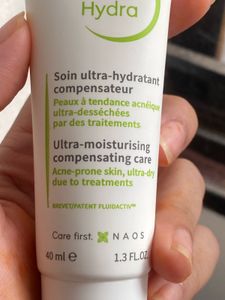 Hydra
Soin ultra-hydratant
compensateur
Peaux à tendance acnéique
ultra-desséchées
par des traitements
Ultra-moisturising
compensating care
Acne-prone skin, ultra-dry
due to treatments
BREVET/PATENT FLUIDACTIV™
Care first. NAOS
40 ml e 1.3 FL.OZ.